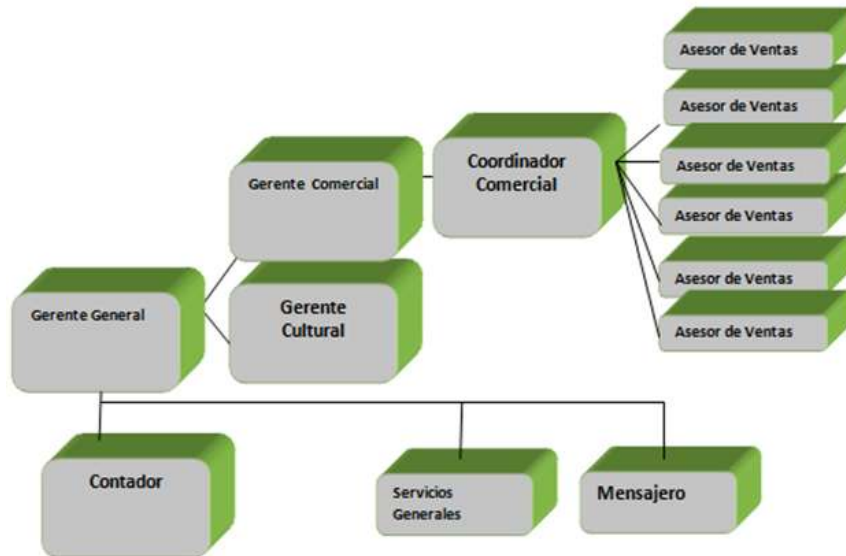 Asesor de Ventas
Asesor de Ventas
Asesor de Ventas
Asesor de Ventas
Asesor de Ventas
Asesor de Ventas
Coordinador
Comercial
Gerente Comercial
Gerente
Cultural
Gerente General
Contador
Servicios
Generales
Mensajero